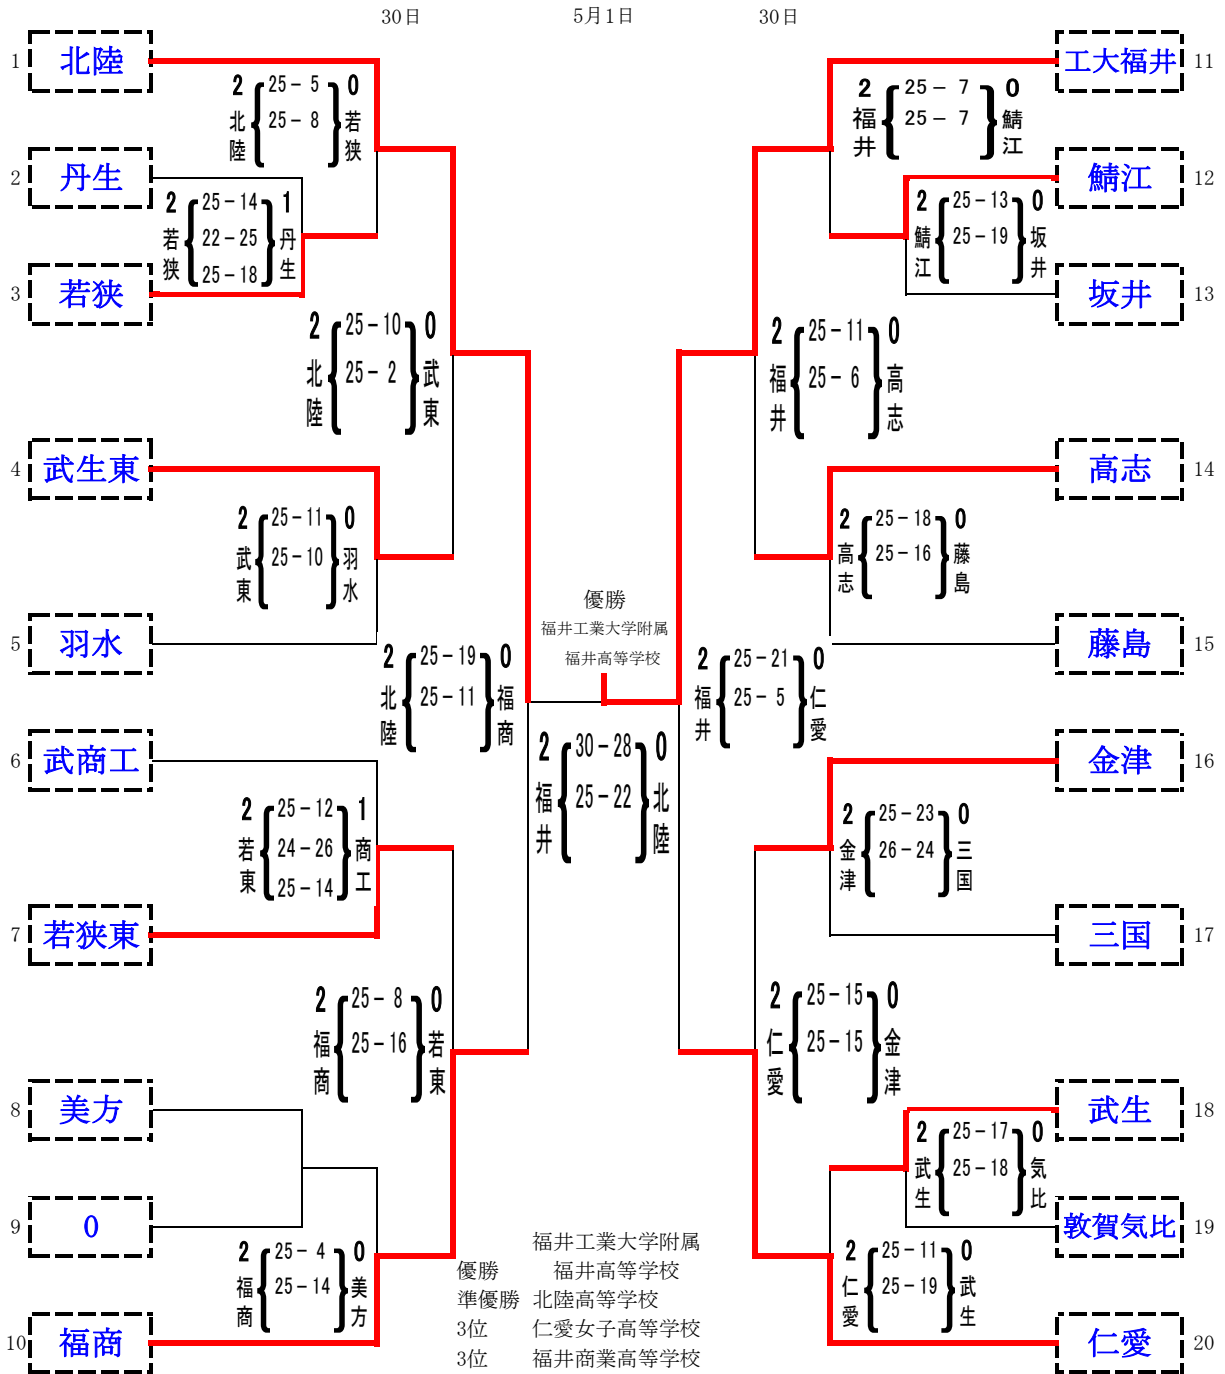 30日 5月1日 30日
1 北陸
2 丹生
3 若狭
4 武生東
5 羽水
6 武商工
7 若狭東
8 美方
9 0
10 福商
2 25－5 0
北陸 25－8 若狭
2 25－14 1
若狭 22－25 丹生
25－18
2 25－10 0
北陸 25－2 武東
2 25－11 0
武東 25－10 羽水
2 25－19 0
北陸 25－11 福商
2 25－12 1
若東 24－26 商工
25－14
2 25－8 0
福商 25－16 若東
2 25－4 0
福商 25－14 美方
優勝
福井工業大学附属
福井高等学校
2 30－28 0
福井 25－22 北陸
工大福井 11
鯖江 12
坂井 13
高志 14
藤島 15
金津 16
三国 17
武生 18
敦賀気比 19
仁愛 20
2 25－7 0
福井 25－7 鯖江
2 25－13 0
鯖江 25－19 坂井
2 25－11 0
福井 25－6 高志
2 25－18 0
高志 25－16 藤島
2 25－21 0
福井 25－5 仁愛
2 25－23 0
金津 26－24 三国
2 25－15 0
仁愛 25－15 金津
2 25－17 0
武生 25－18 気比
2 25－11 0
仁愛 25－19 武生
福井工業大学附属
優勝 福井高等学校
準優勝 北陸高等学校
3位 仁愛女子高等学校
3位 福井商業高等学校